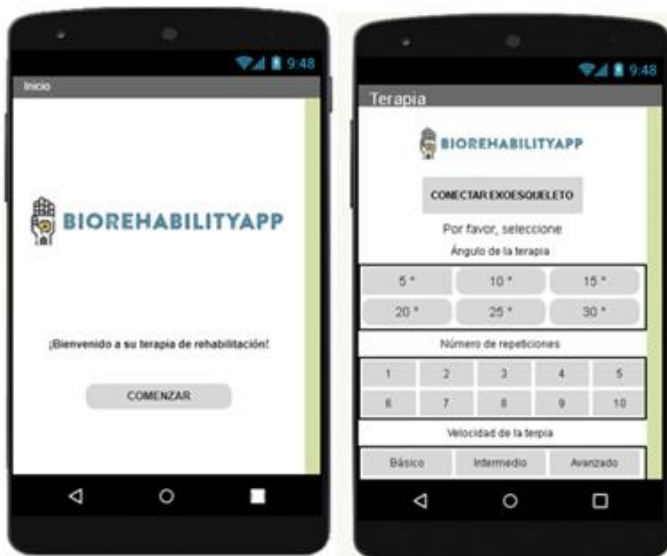 9:48
Inicio
BIOREHABILITYAPP
¡Bienvenido a su terapia de rehabilitación!
COMENZAR
9:48
Terapia
BIOREHABILITYAPP
CONECTAR EXOESQUELETO
Por favor, seleccione
Ángulo de la terapia
5 ° 10 ° 15 °
20 ° 25 ° 30 °
Número de repeticiones
1 2 3 4 5
6 7 8 9 10
Velocidad de la terpia
Básico Intermedio Avanzado